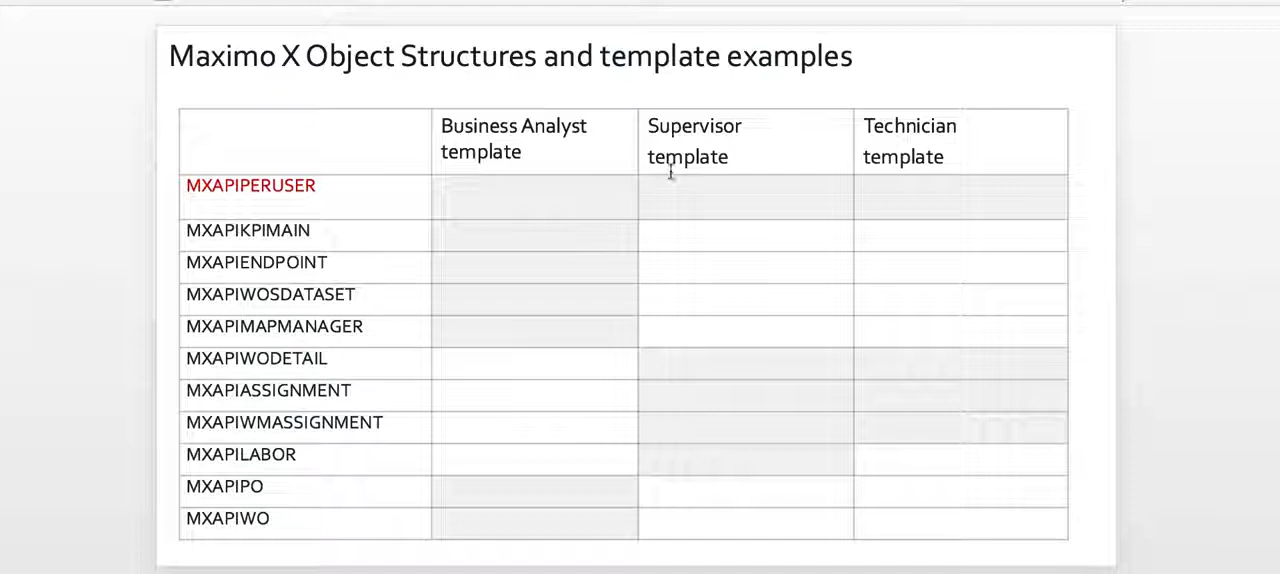 Maximo X Object Structures and template examples
Business Analyst
template
Supervisor
template
Technician
template
MXAPIPERUSER
MXAPIKPIMAIN
MXAPIENDPOINT
MXAPIWOSDATASET
MXAPIMAPMANAGER
MXAPIWODETAIL
MXAPIASSIGNMENT
MXAPIWMASSIGNMENT
MXAPILABOR
MXAPIPO
MXAPIWO